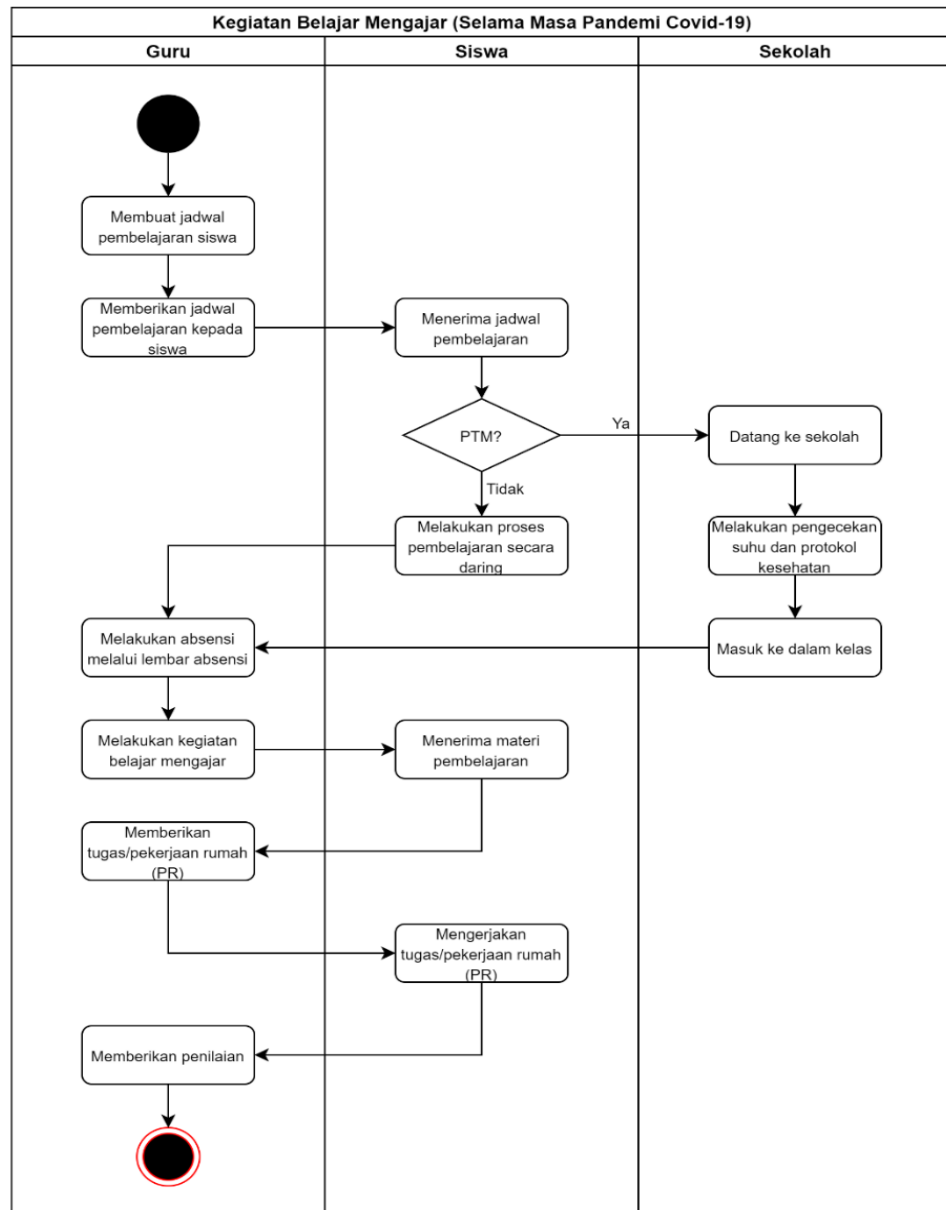 Kegiatan Belajar Mengajar (Selama Masa Pandemi Covid-19)
Guru
Siswa
Sekolah
Membuat jadwal
pembelajaran siswa
Memberikan jadwal
pembelajaran kepada
siswa
Menerima jadwal
pembelajaran
PTM?
Ya
Datang ke sekolah
Tidak
Melakukan proses
pembelajaran secara
daring
Melakukan pengecekan
suhu dan protokol
kesehatan
Melakukan absensi
melalui lembar absensi
Masuk ke dalam kelas
Melakukan kegiatan
belajar mengajar
Menerima materi
pembelajaran
Memberikan
tugas/pekerjaan rumah
(PR)
Mengerjakan
tugas/pekerjaan rumah
(PR)
Memberikan penilaian